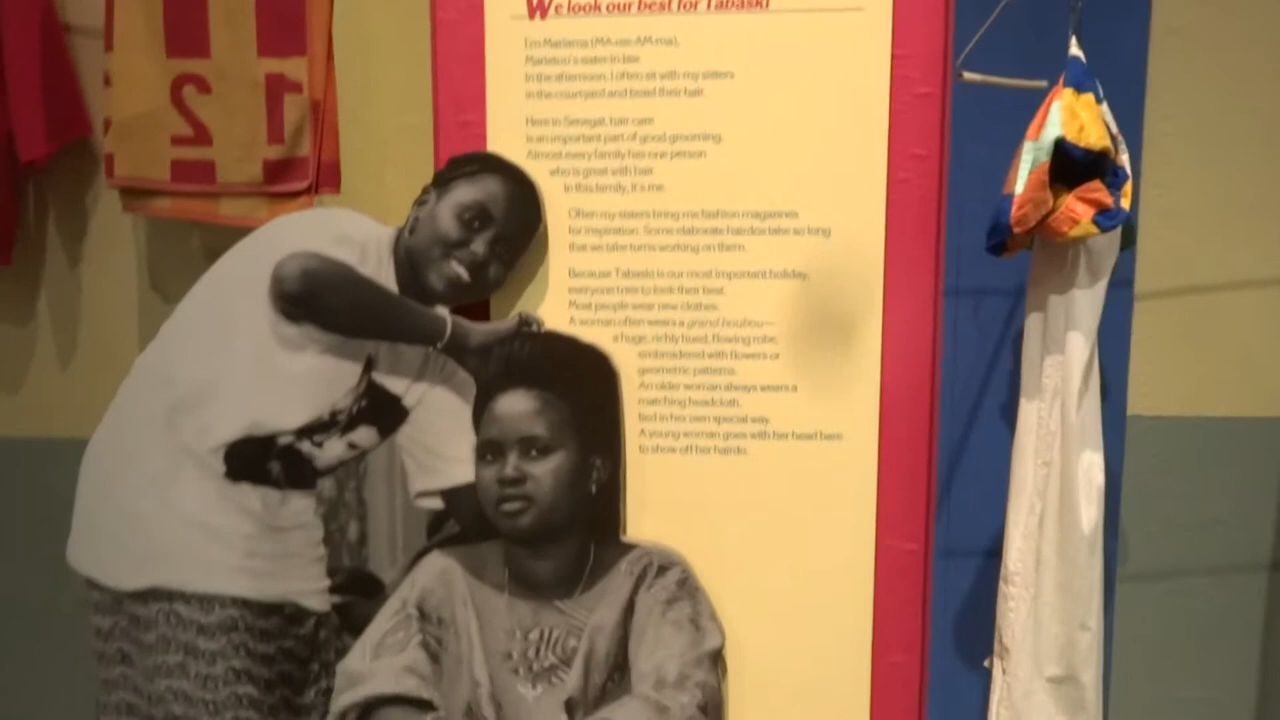 12
We look our best for Tabaski
I'm Mariama (MA-ree-AM-ma),
Marietou's sister-in-law.
In the afternoon, I often sit with my sisters
in the courtyard and braid their hair.
Here in Senegal, hair care
is an important part of good grooming.
Almost every family has one person
who is great with hair.
In this family, it's me.
Often my sisters bring me fashion magazines
for inspiration. Some elaborate hairdos take so long
that we take turns working on them.
Because Tabaski is our most important holiday,
everyone tries to look their best.
Most people wear new clothes.
A woman often wears a grand boubou—
a huge, richly hued, flowing robe,
embroidered with flowers or
geometric patterns.
An older woman always wears a
matching headcloth,
tied in her own special way.
A young woman goes with her head bare
to show off her hairdo.